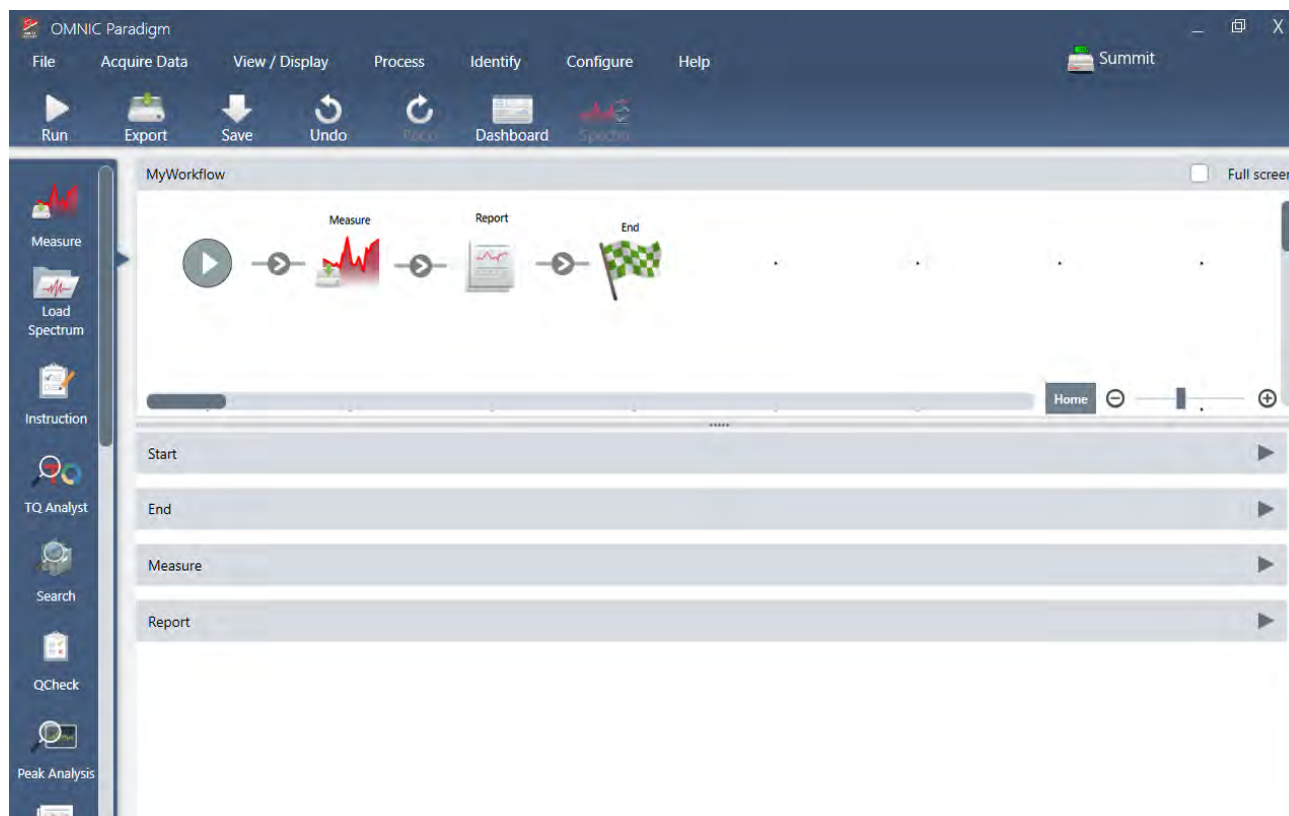 OMNIC Paradigm
X
File Acquire Data View / Display Process Identify Configure Help Summit
Run Export Save Undo Redo Dashboard Spectra
MyWorkflow Full screen
Measure
Load
Spectrum
Instruction
TQ Analyst
Search
QCheck
Peak Analysis
Measure Report End
Home
Start
End
Measure
Report